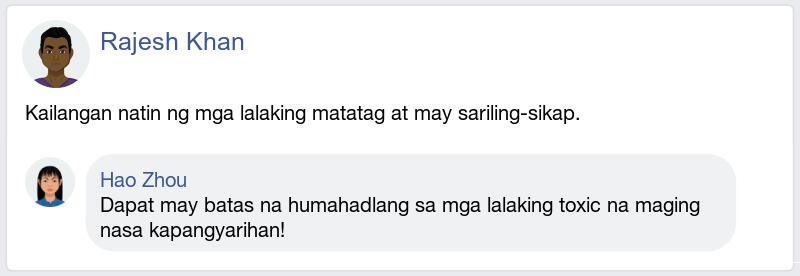 Rajesh Khan
Kailangan natin ng mga lalaking matatag at may sariling-sikap.
Hao Zhou
Dapat may batas na humahadlang sa mga lalaking toxic na maging
nasa kapangyarihan!